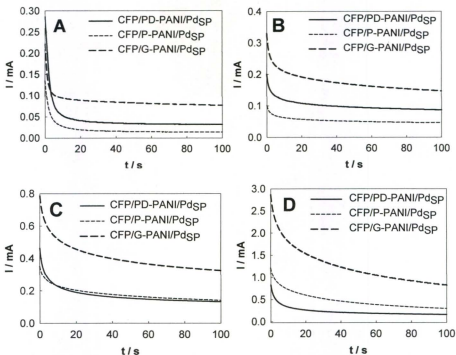 A
CFP/PD-PANI/PdSP
CFP/P-PANI/PdSP
CFP/G-PANI/PdSP
I / mA
0.30
0.25
0.20
0.15
0.10
0.05
0.00
0 20 40 60 80 100
t / s
B
CFP/PD-PANI/PdSP
CFP/P-PANI/PdSP
CFP/G-PANI/PdSP
I / mA
0.4
0.3
0.2
0.1
0.0
0 20 40 60 80 100
t / s
C
CFP/PD-PANI/PdSP
CFP/P-PANI/PdSP
CFP/G-PANI/PdSP
I / mA
0.8
0.6
0.4
0.2
0.0
0 20 40 60 80 100
t / s
D
CFP/PD-PANI/PdSP
CFP/P-PANI/PdSP
CFP/G-PANI/PdSP
I / mA
3.0
2.5
2.0
1.5
1.0
0.5
0.0
0 20 40 60 80 100
t / s